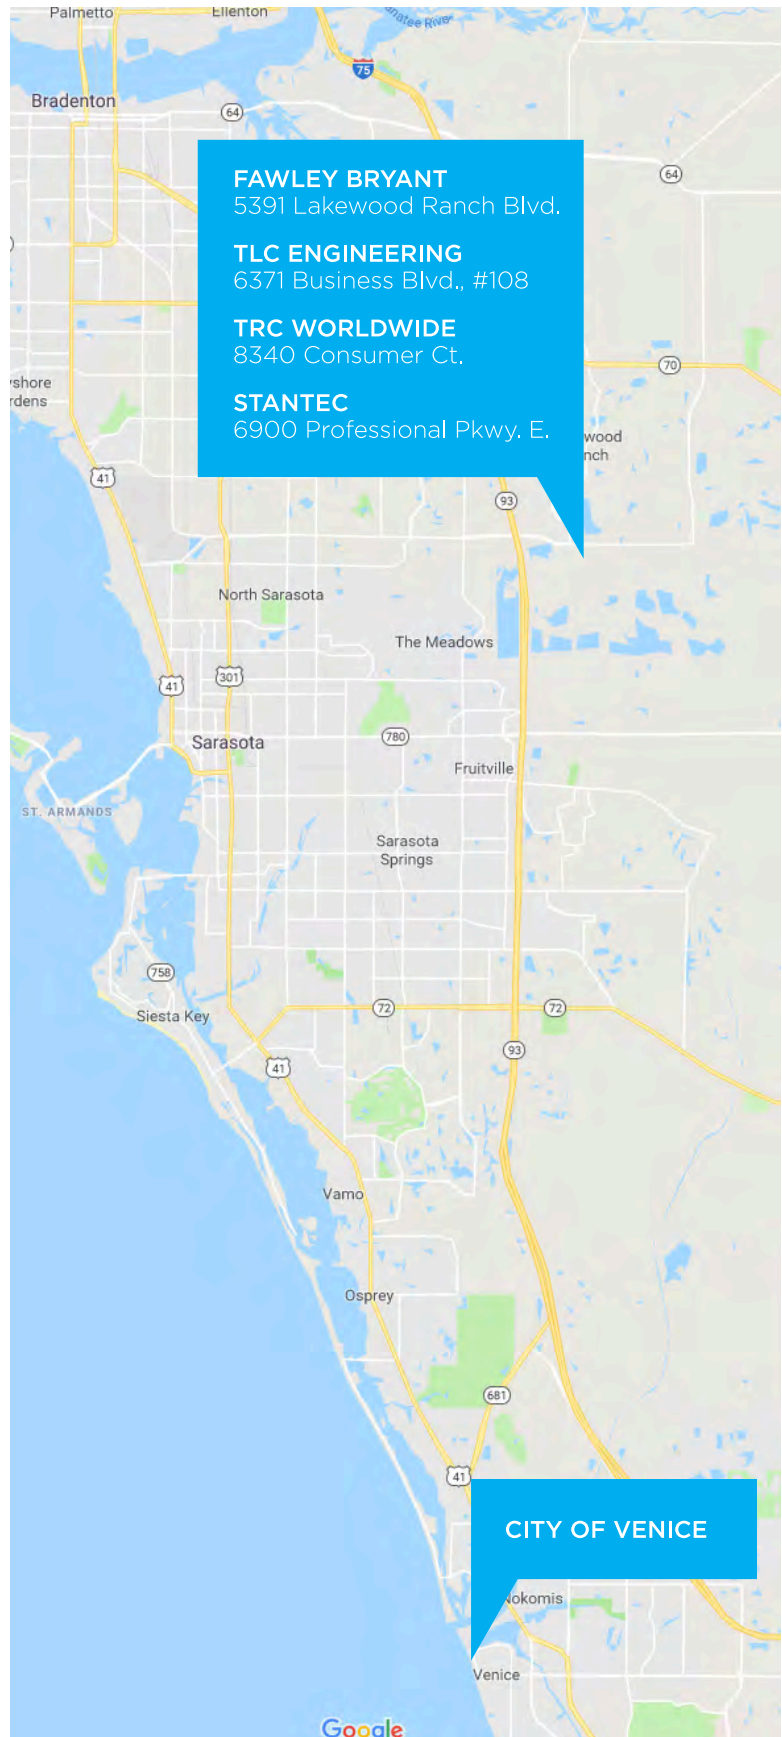 Palmetto
Ellenton
75
Bradenton
64
64
FAWLEY BRYANT
5391 Lakewood Ranch Blvd.
TLC ENGINEERING
6371 Business Blvd., #108
TRC WORLDWIDE
8340 Consumer Ct.
STANTEC
6900 Professional Pkwy. E.
70
41
93
North Sarasota
The Meadows
301
41
780
Sarasota
Fruitville
ST. ARMANDS
Sarasota
Springs
758
72
72
Siesta Key
93
41
Vamo
Osprey
681
41
CITY OF VENICE
Venice
Google